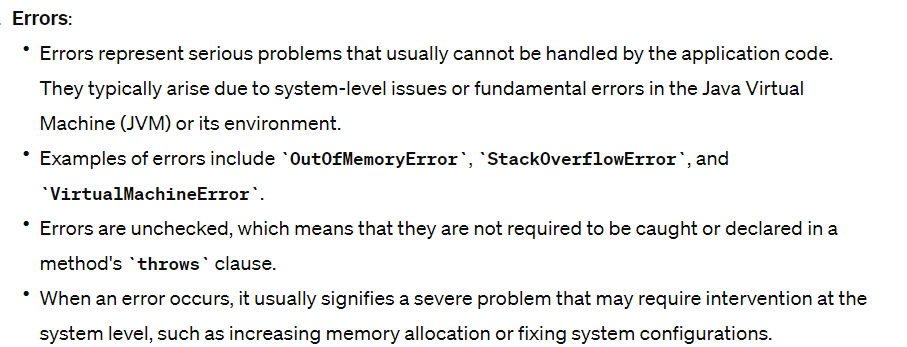 Errors:
• Errors represent serious problems that usually cannot be handled by the application code.
They typically arise due to system-level issues or fundamental errors in the Java Virtual
Machine (JVM) or its environment.
• Examples of errors include `OutOfMemoryError`, `StackOverflowError`, and
`VirtualMachineError`.
• Errors are unchecked, which means that they are not required to be caught or declared in a
method's `throws` clause.
• When an error occurs, it usually signifies a severe problem that may require intervention at the
system level, such as increasing memory allocation or fixing system configurations.